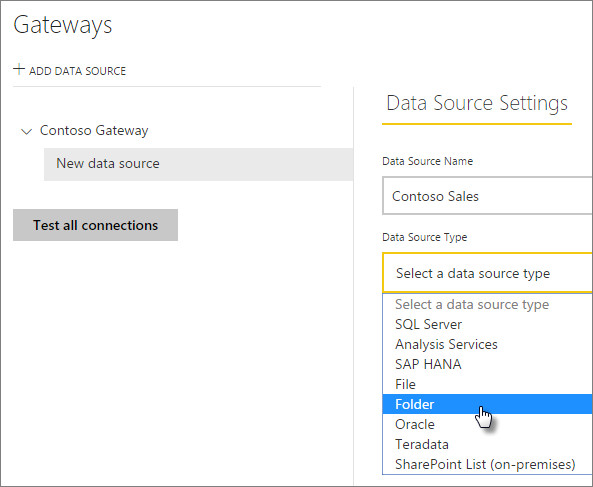 Gateways
ADD DATA SOURCE
Contoso Gateway
New data source
Test all connections
Data Source Settings
Data Source Name
Contoso Sales
Data Source Type
Select a data source type
Select a data source type
SQL Server
Analysis Services
SAP HANA
File
Folder
Oracle
Teradata
SharePoint List (on-premises)